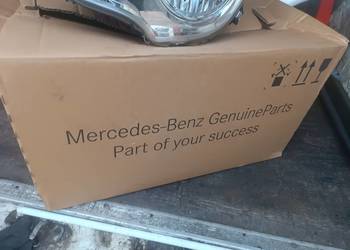 Mercedes-Benz GenuineParts
Part of your success